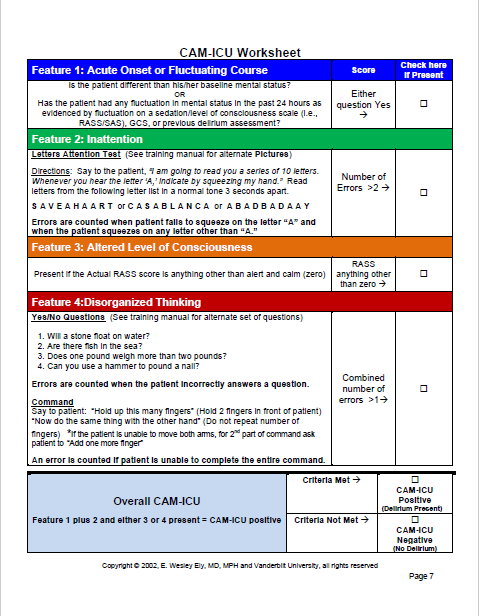 CAM-ICU Worksheet
Feature 1: Acute Onset or Fluctuating Course
Score
Check here
if Present
Is the patient different than his/her baseline mental status?
OR
Has the patient had any fluctuation in mental status in the past 24 hours as
evidenced by fluctuation on a sedation/level of consciousness scale (i.e.,
RASS/SAS), GCS, or previous delirium assessment?
Either
question Yes
→
☐
Feature 2: Inattention
Letters Attention Test (See training manual for alternate Pictures)
Directions: Say to the patient, “I am going to read you a series of 10 letters.
Whenever you hear the letter ‘A,’ indicate by squeezing my hand.” Read
letters from the following letter list in a normal tone 3 seconds apart.
S A V E A H A A R T or C A S A B L A N C A or A B A D B A D A A Y
Errors are counted when patient fails to squeeze on the letter “A” and
when the patient squeezes on any letter other than “A.”
Number of
Errors >2 →
☐
Feature 3: Altered Level of Consciousness
Present if the Actual RASS score is anything other than alert and calm (zero)
RASS
anything other
than zero →
☐
Feature 4:Disorganized Thinking
Yes/No Questions (See training manual for alternate set of questions)
1. Will a stone float on water?
2. Are there fish in the sea?
3. Does one pound weigh more than two pounds?
4. Can you use a hammer to pound a nail?
Errors are counted when the patient incorrectly answers a question.
Command
Say to patient: “Hold up this many fingers” (Hold 2 fingers in front of patient)
“Now do the same thing with the other hand” (Do not repeat number of
fingers) *If the patient is unable to move both arms, for 2nd part of command ask
patient to “Add one more finger”
An error is counted if patient is unable to complete the entire command.
Combined
number of
errors >1→
☐
Overall CAM-ICU
Feature 1 plus 2 and either 3 or 4 present = CAM-ICU positive
Criteria Met →
☐
CAM-ICU
Positive
(Delirium Present)
Criteria Not Met →
☐
CAM-ICU
Negative
(No Delirium)
Copyright © 2002, E. Wesley Ely, MD, MPH and Vanderbilt University, all rights reserved
Page 7